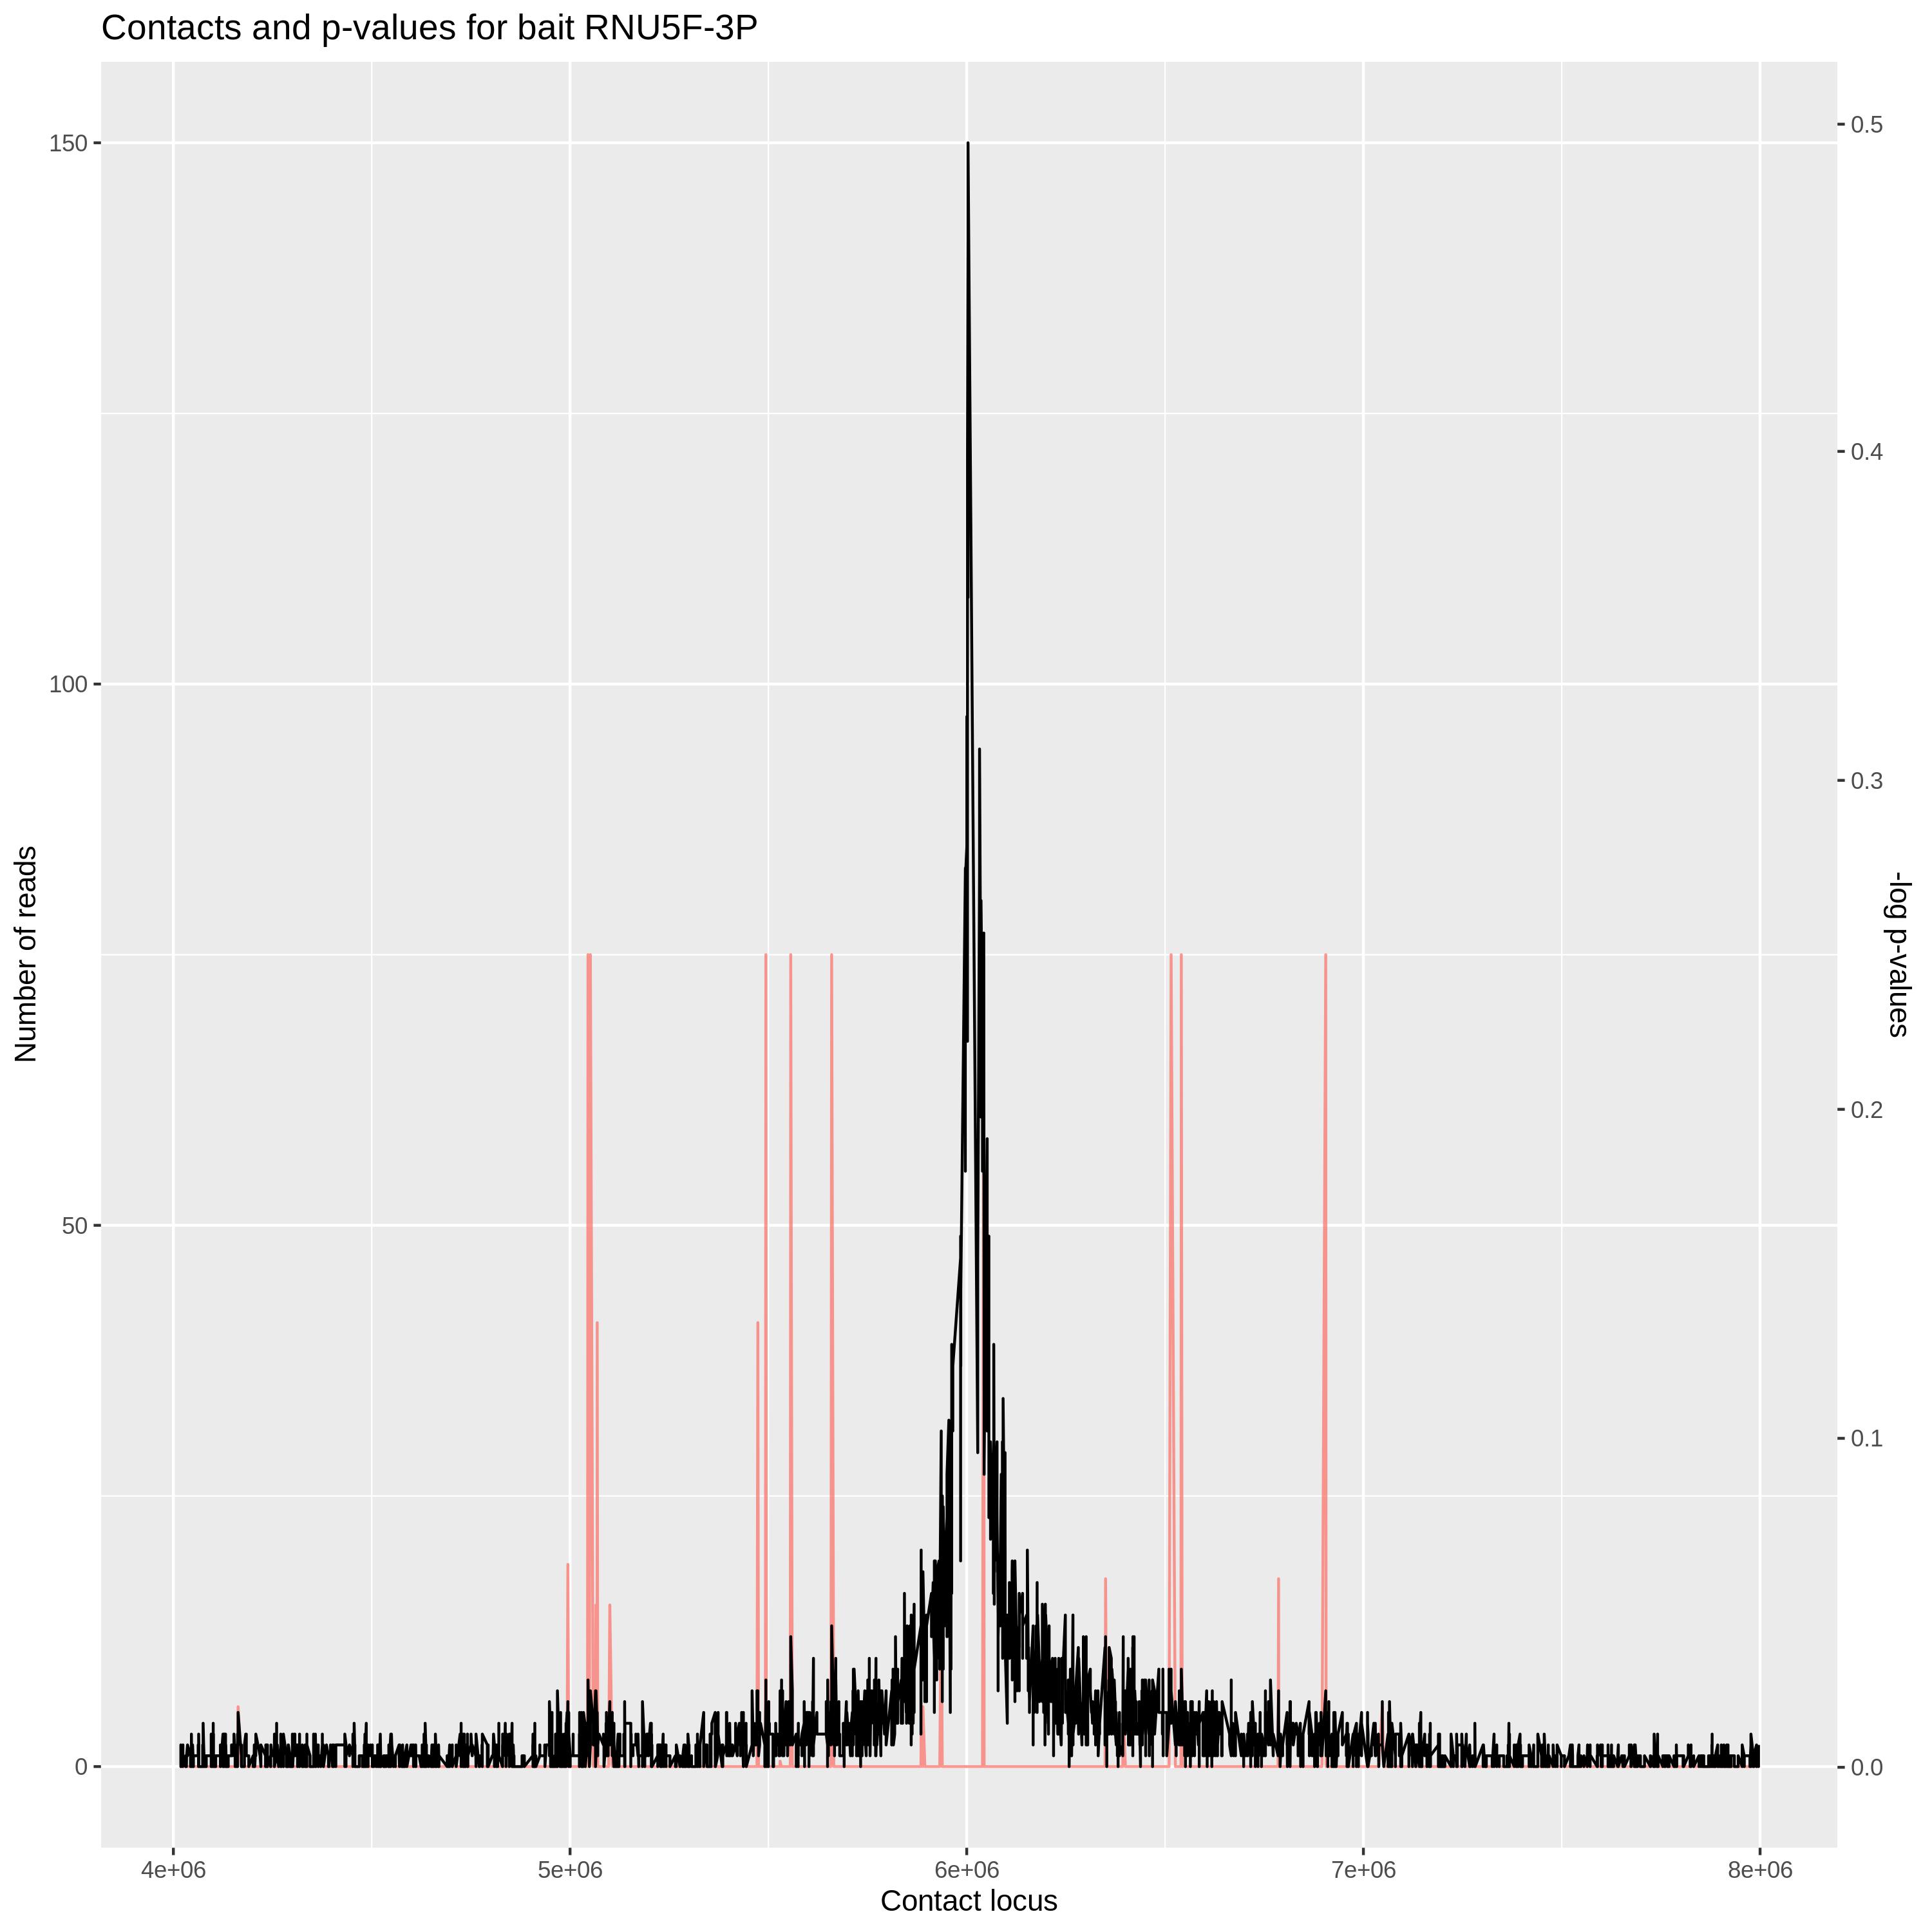 Contacts and p-values for bait RNU5F-3P
150
100
50
0
Number of reads
0.5
0.4
0.3
0.2
0.1
0.0
-log p-values
4e+06 5e+06 6e+06 7e+06 8e+06
Contact locus